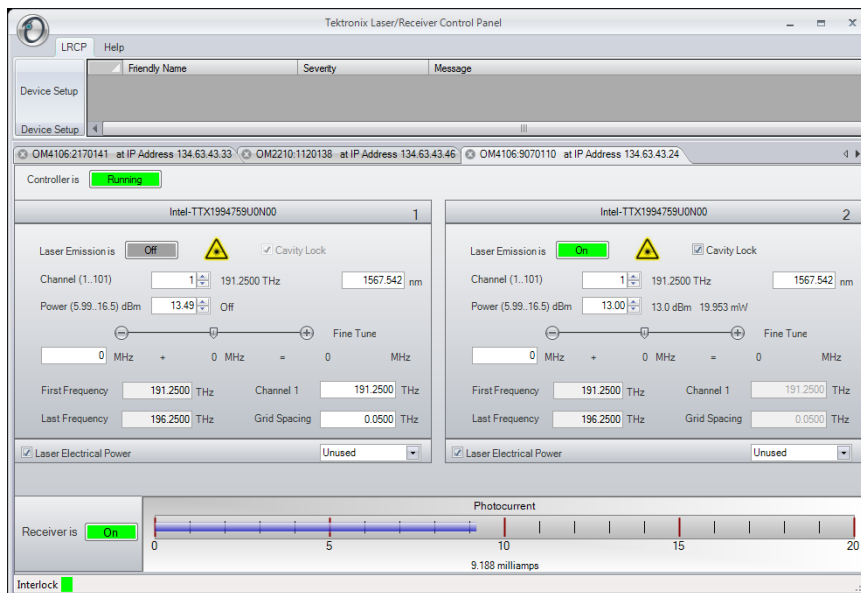 Tektronix Laser/Receiver Control Panel
LRCP Help
Friendly Name Severity Message
Device Setup
Device Setup
OM4106:2170141 at IP Address 134.63.43.33 OM2210:1120138 at IP Address 134.63.43.46 OM4106:9070110 at IP Address 134.63.43.24
Controller is Running
Intel-TTX1994759U0N00 1
Laser Emission is Off Cavity Lock
Channel (1..101) 1 191.2500 THz 1567.542 nm
Power (5.99..16.5) dBm 13.49 Off
Fine Tune
0 MHz + 0 MHz = 0 MHz
First Frequency 191.2500 THz Channel 1 191.2500 THz
Last Frequency 196.2500 THz Grid Spacing 0.0500 THz
Laser Electrical Power Unused
Intel-TTX1994759U0N00 2
Laser Emission is On Cavity Lock
Channel (1..101) 1 191.2500 THz 1567.542 nm
Power (5.99..16.5) dBm 13.00 13.0 dBm 19.953 mW
Fine Tune
0 MHz + 0 MHz = 0 MHz
First Frequency 191.2500 THz Channel 1 191.2500 THz
Last Frequency 196.2500 THz Grid Spacing 0.0500 THz
Laser Electrical Power Unused
Photocurrent
Receiver is On
0 5 10 15 20
9.188 milliamps
Interlock